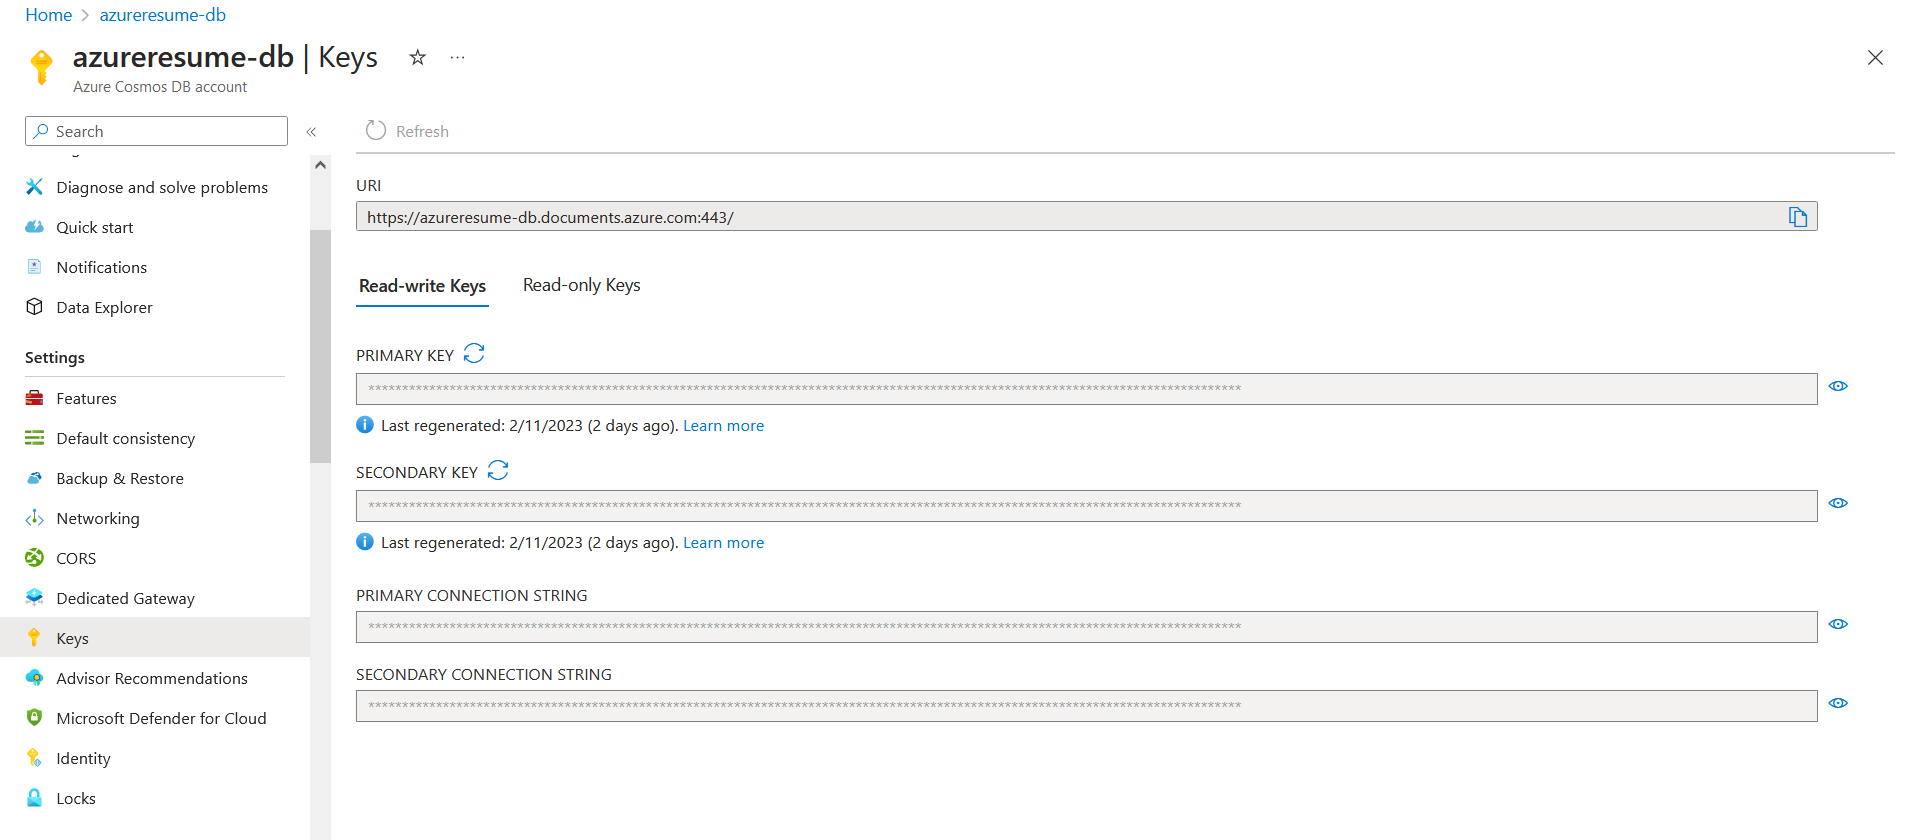 Home > azureresume-db
azureresume-db | Keys ☆ ...
Azure Cosmos DB account
Search «
Diagnose and solve problems
Quick start
Notifications
Data Explorer
Settings
Features
Default consistency
Backup & Restore
Networking
CORS
Dedicated Gateway
Keys
Advisor Recommendations
Microsoft Defender for Cloud
Identity
Locks
Refresh
URI
https://azureresume-db.documents.azure.com:443/
Read-write Keys Read-only Keys
PRIMARY KEY
Last regenerated: 2/11/2023 (2 days ago). Learn more
SECONDARY KEY
Last regenerated: 2/11/2023 (2 days ago). Learn more
PRIMARY CONNECTION STRING
SECONDARY CONNECTION STRING